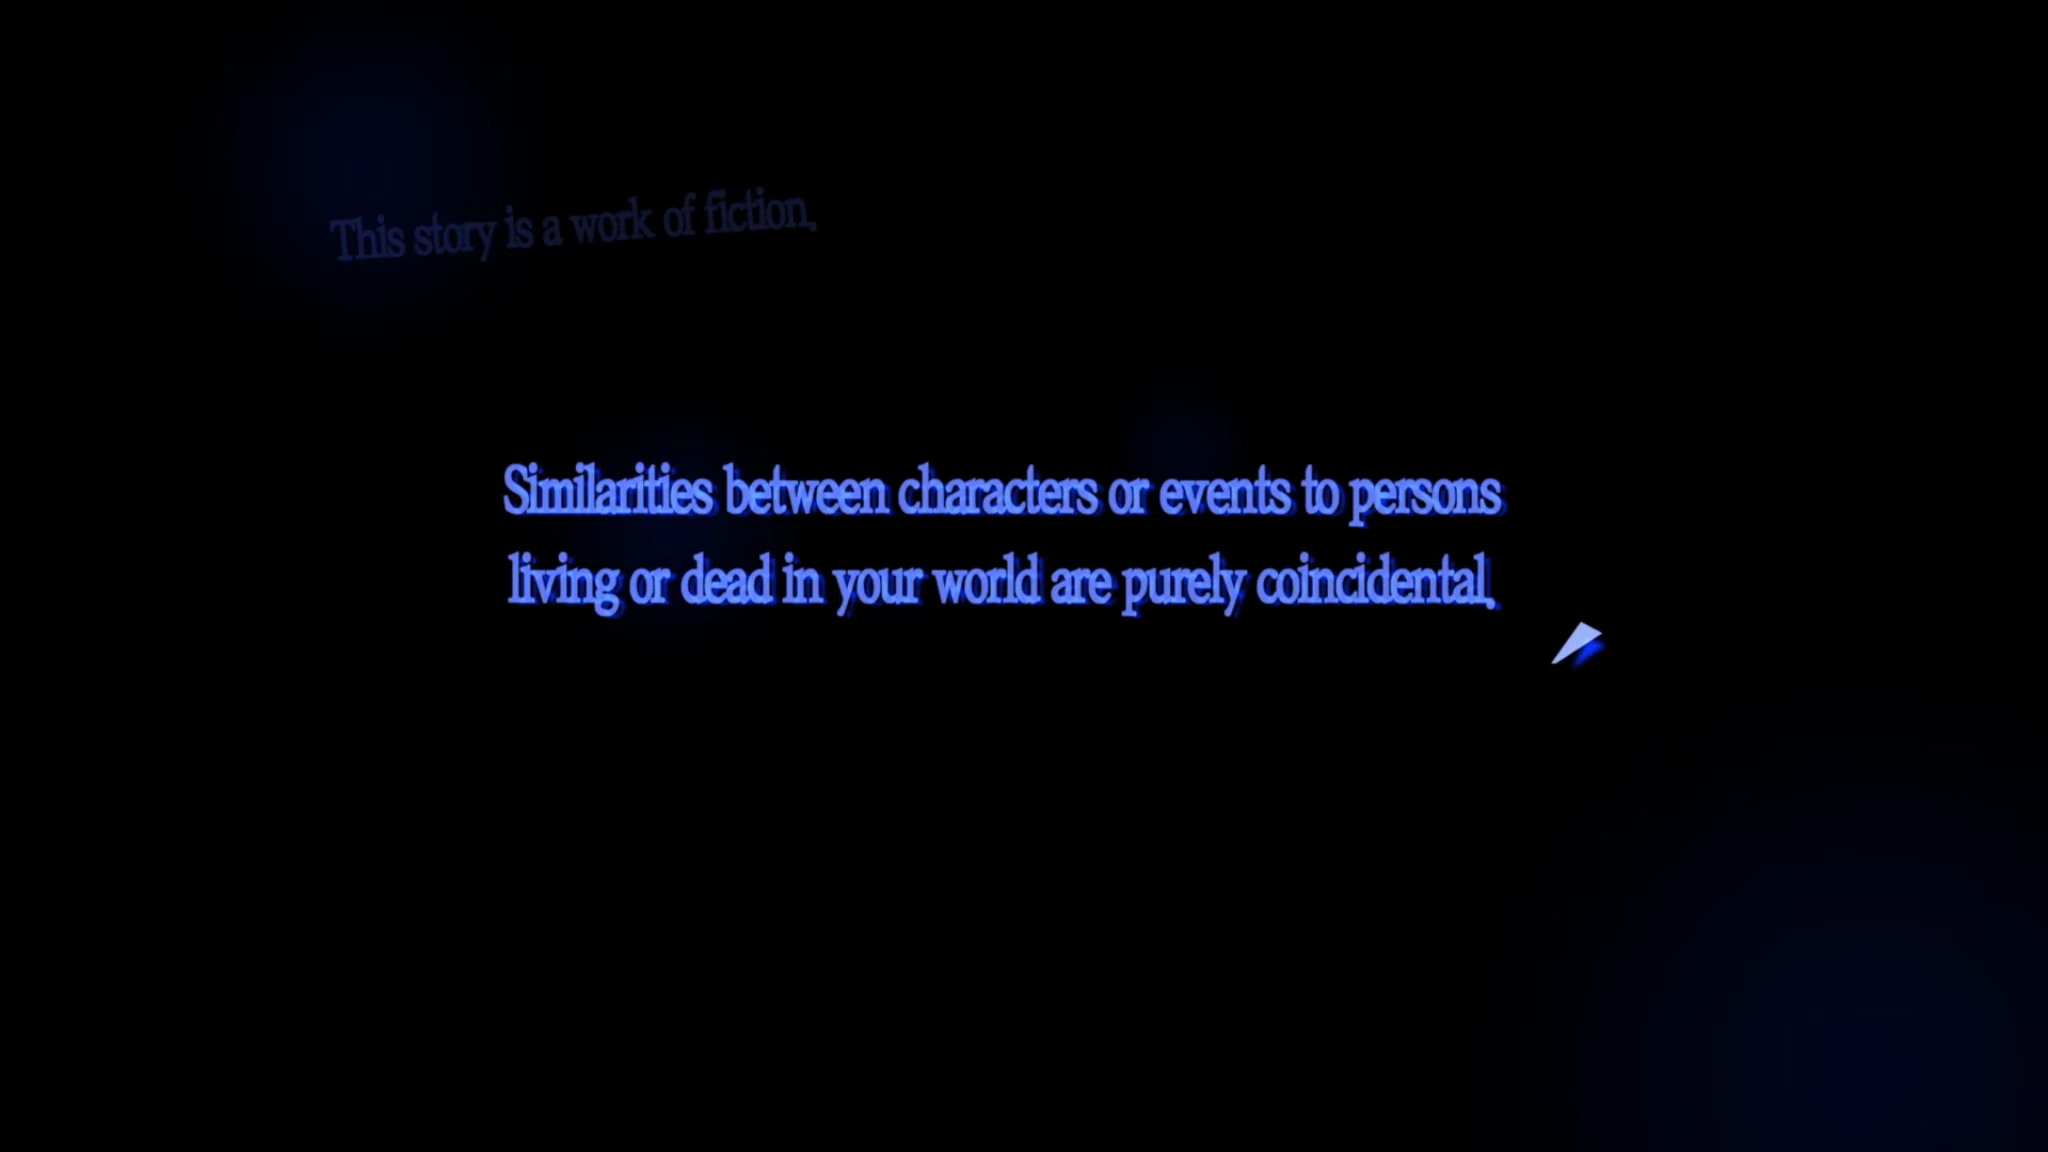 This story is a work of fiction.
Similarities between characters or events to persons
living or dead in your world are purely coincidental.